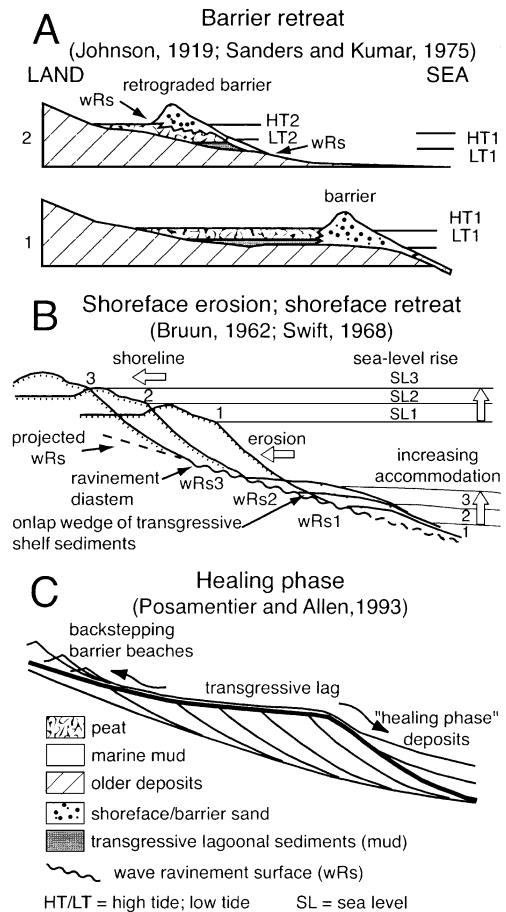 A
Barrier retreat
(Johnson, 1919; Sanders and Kumar, 1975)
LAND
SEA
retrograded barrier
wRs
HT2
LT2
wRs
HT1
LT1
2
barrier
HT1
LT1
1
B
Shoreface erosion; shoreface retreat
(Bruun, 1962; Swift, 1968)
shoreline
sea-level rise
3
SL3
2
SL2
1
SL1
projected
wRs
erosion
increasing
accommodation
ravinement
diastem
wRs3
wRs2
wRs1
3
2
1
onlap wedge of transgressive
shelf sediments
C
Healing phase
(Posamentier and Allen,1993)
backstepping
barrier beaches
transgressive lag
"healing phase"
deposits
peat
marine mud
older deposits
shoreface/barrier sand
transgressive lagoonal sediments (mud)
wave ravinement surface (wRs)
HT/LT = high tide; low tide
SL = sea level